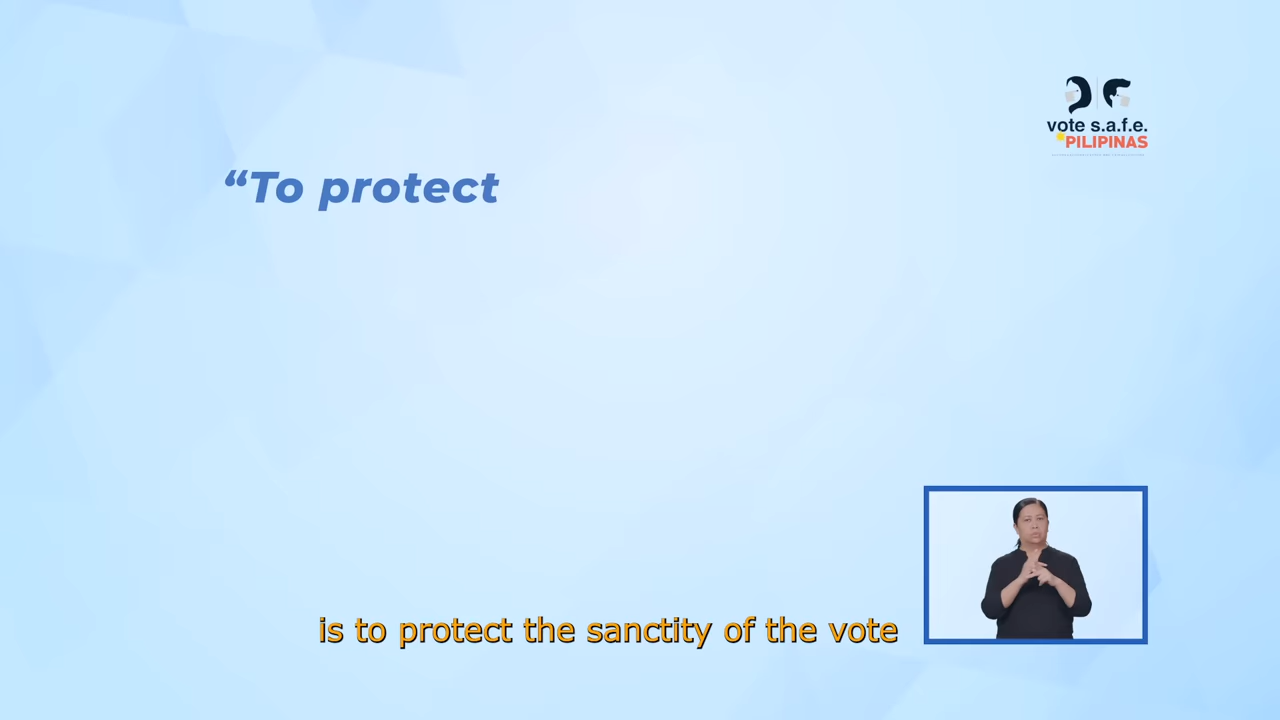 vote s.a.f.e.
PILIPINAS
“To protect
is to protect the sanctity of the vote